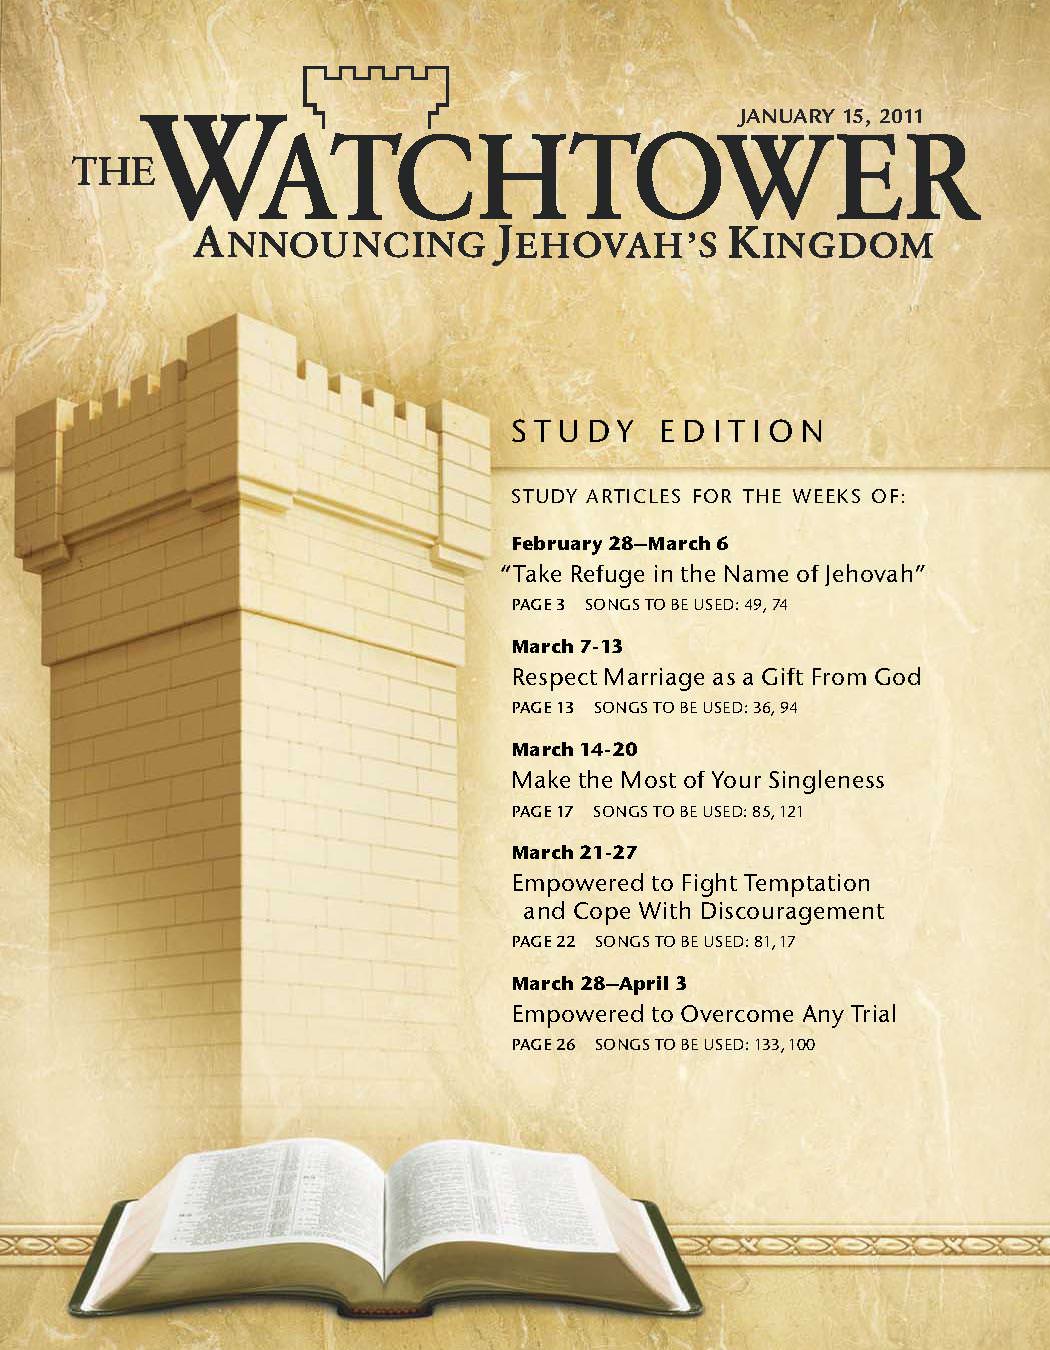 JANUARY 15, 2011
THE WATCHTOWER
ANNOUNCING JEHOVAH'S KINGDOM
STUDY EDITION
STUDY ARTICLES FOR THE WEEKS OF:
February 28–March 6
“Take Refuge in the Name of Jehovah”
PAGE 3 SONGS TO BE USED: 49, 74
March 7-13
Respect Marriage as a Gift From God
PAGE 13 SONGS TO BE USED: 36, 94
March 14-20
Make the Most of Your Singleness
PAGE 17 SONGS TO BE USED: 85, 121
March 21-27
Empowered to Fight Temptation
and Cope With Discouragement
PAGE 22 SONGS TO BE USED: 81, 17
March 28–April 3
Empowered to Overcome Any Trial
PAGE 26 SONGS TO BE USED: 133, 100